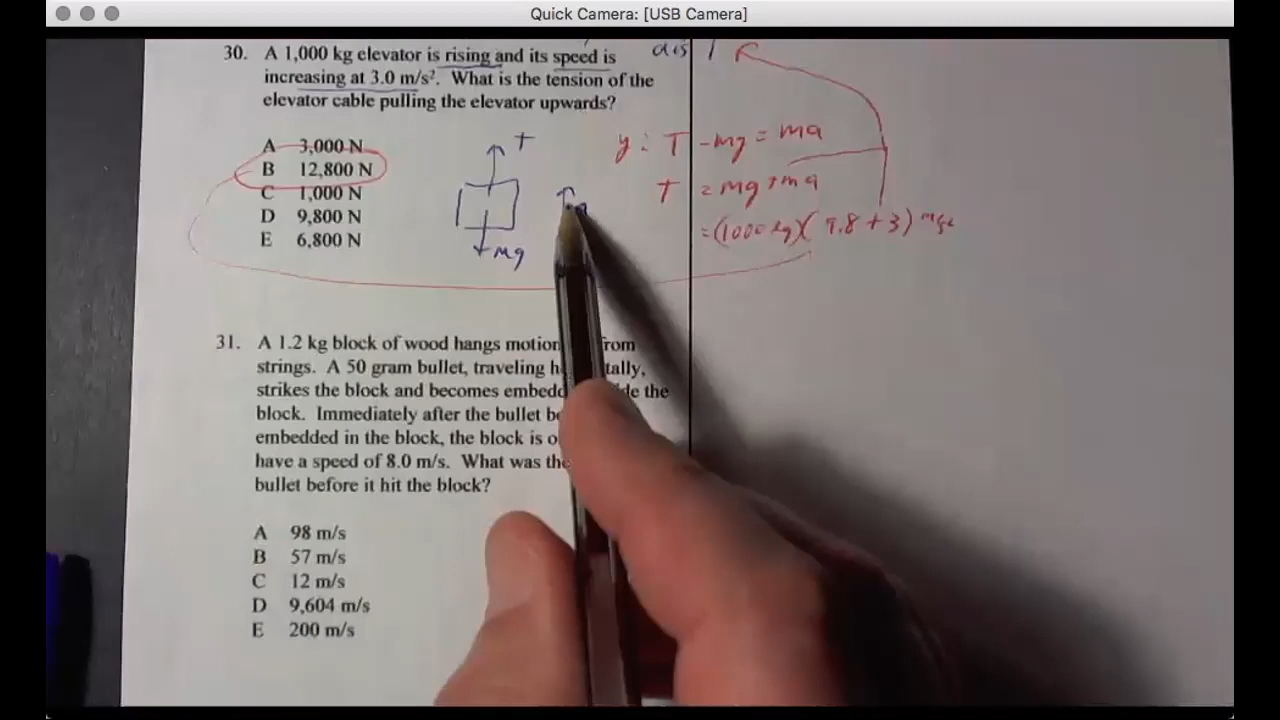 Quick Camera: [USB Camera]
30. A 1,000 kg elevator is rising and its speed is
increasing at 3.0 m/s². What is the tension of the
elevator cable pulling the elevator upwards?
A 3,000 N
B 12,800 N
C 1,000 N
D 9,800 N
E 6,800 N
T
mg
y: T - mg = ma
T = mg + ma
= (1000 kg)(9.8 + 3)
31. A 1.2 kg block of wood hangs motion from
strings. A 50 gram bullet, traveling h tally,
strikes the block and becomes embedd de the
block. Immediately after the bullet be
embedded in the block, the block is o
have a speed of 8.0 m/s. What was the
bullet before it hit the block?
A 98 m/s
B 57 m/s
C 12 m/s
D 9,604 m/s
E 200 m/s